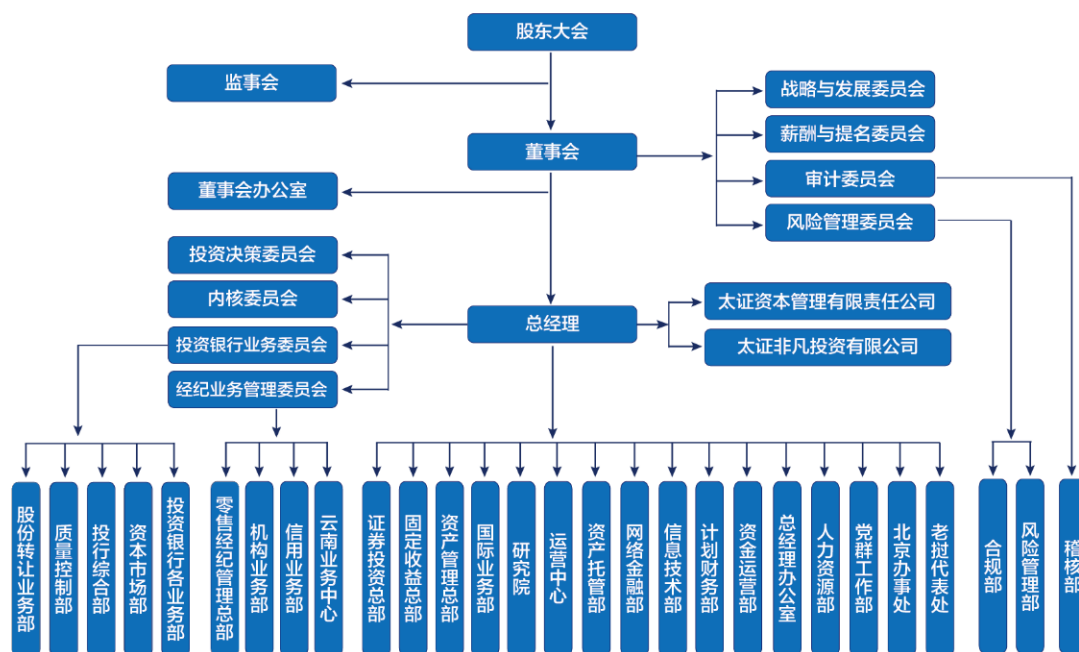 股东大会
监事会
战略与发展委员会
薪酬与提名委员会
董事会
审计委员会
董事会办公室
风险管理委员会
投资决策委员会
内核委员会
太证资本管理有限责任公司
总经理
投资银行业务委员会
太证非凡投资有限公司
经纪业务管理委员会
股份转让业务部
质量控制部
投行综合部
资本市场部
投资银行各业务部
零售经纪管理总部
机构业务部
信用业务部
云南业务中心
证券投资总部
固定收益总部
资产管理总部
国际业务部
研究院
运营中心
资产托管部
网络金融部
信息技术部
计划财务部
资金运营部
总经理办公室
人力资源部
党群工作部
北京办事处
老挝代表处
合规部
风险管理部
稽核部